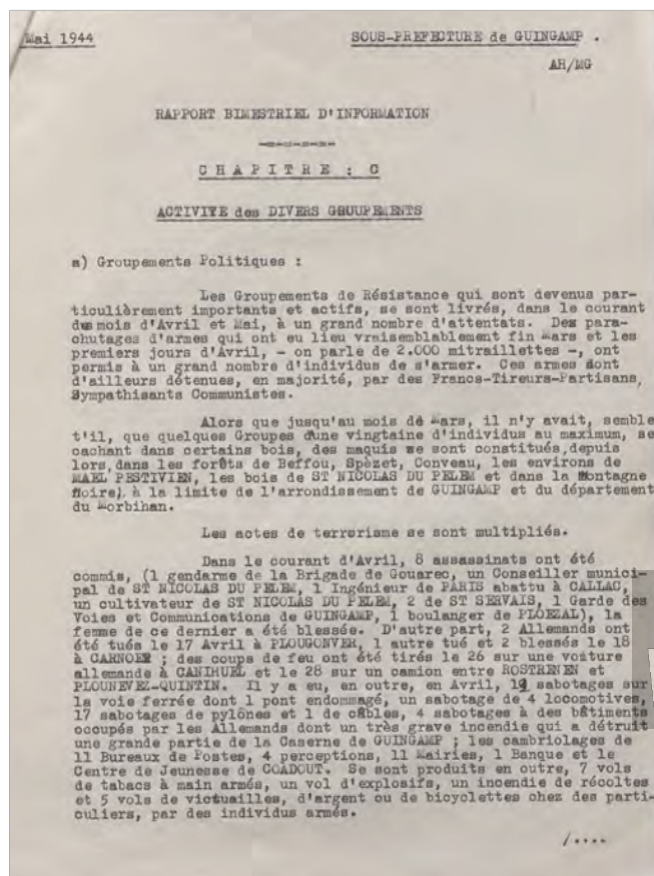 Mai 1944 SOUS-PREFECTURE de GUINGAMP .
AH/MG
RAPPORT BIMESTRIEL D'INFORMATION
-=-=-=-=-=-
C H A P I T R E : C
ACTIVITE des DIVERS GROUPEMENTS
a) Groupements Politiques :
Les Groupements de Résistance qui sont devenus par-
ticulièrement importants et actifs, se sont livrés, dans le courant
des mois d'Avril et Mai, à un grand nombre d'attentats. Des para-
chutages d'armes qui ont eu lieu vraisemblablement fin Mars et les
premiers jours d'Avril, - on parle de 2.000 mitraillettes -, ont
permis à un grand nombre d'individus de s'armer. Ces armes sont
d'ailleurs détenues, en majorité, par des Francs-Tireurs-Partisans,
Sympathisants Communistes.
Alors que jusqu'au mois de Mars, il n'y avait, semble
t'il, que quelques Groupes d'une vingtaine d'individus au maximum, se
cachant dans certains bois, des maquis se sont constitués, depuis
lors, dans les forêts de Beffou, Spèzet, Conveau, les environs de
MAEL PESTIVIEN, les bois de ST NICOLAS DU PELEM et dans la Montagne
Noire), à la limite de l'arrondissement de GUINGAMP et du département
du Morbihan.
Les actes de terrorisme se sont multipliés.
Dans le courant d'Avril, 8 assassinats ont été
commis, (1 gendarme de la Brigade de Gouarec, un Conseiller munici-
pal de ST NICOLAS DU PELEM, 1 Ingénieur de PARIS abattu à CALLAC,
un cultivateur de ST NICOLAS DU PELEM, 2 de ST SERVAIS, 1 Garde des
Voies et Communications de GUINGAMP, 1 boulanger de PLOEZAL), la
femme de ce dernier a été blessée. D'autre part, 2 Allemands ont
été tués le 17 Avril à PLOUGONVER, 1 autre tué et 2 blessés le 18
à CARNOET ; des coups de feu ont été tirés le 26 sur une voiture
allemande à CANIHUEL et le 28 sur un camion entre ROSTRENEN et
PLOUNEVEZ-QUINTIN. Il y a eu, en outre, en Avril, sabotages sur
la voie ferrée dont 1 pont endommagé, un sabotage de 4 locomotives,
17 sabotages de pylônes et 1 de câbles, 4 sabotages à des bâtiments
occupés par les Allemands dont un très grave incendie qui a détruit
une grande partie de la Caserne de GUINGAMP ; les cambriolages de
11 Bureaux de Postes, 4 perceptions, 11 Mairies, 1 Banque et le
Centre de Jeunesse de COADOUT. Se sont produits en outre, 7 vols
de tabacs à main armés, un vol d'explosifs, un incendie de récoltes
et 5 vols de victuailles, d'argent ou de bicyclettes chez des parti-
culiers, par des individus armés.
/....